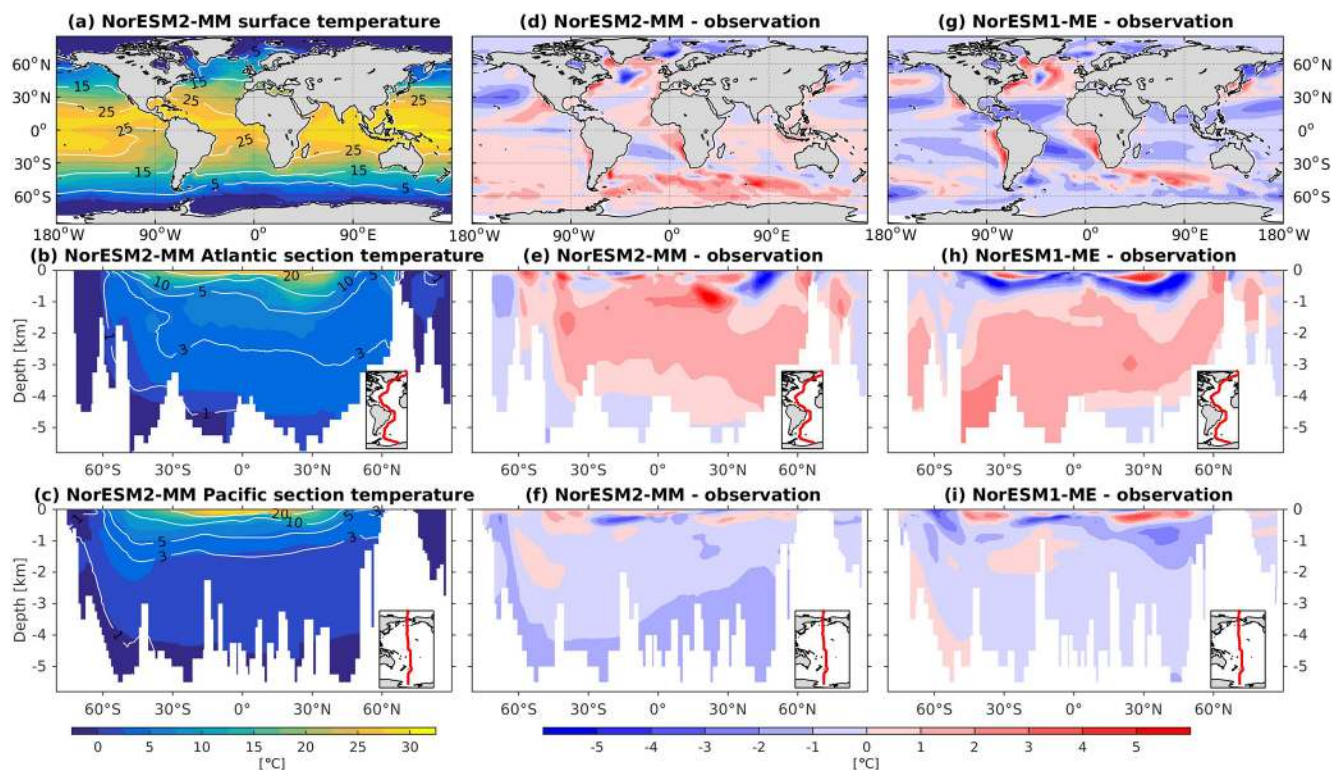 (a) NorESM2-MM surface temperature
(d) NorESM2-MM - observation
(g) NorESM1-ME - observation
60°N
30°N
0°
30°S
60°S
5
15
15
25
25
25
25
25
15
15
5
5
60°N
30°N
0°
30°S
60°S
180°W 90°W 0° 90°E
180°W 90°W 0° 90°E
180°W 90°W 0° 90°E 180°W
(b) NorESM2-MM Atlantic section temperature
(e) NorESM2-MM - observation
(h) NorESM1-ME - observation
Depth [km]
0
-1
-2
-3
-4
-5
10
5
20
10
5
3
3
1
1
0
-1
-2
-3
-4
-5
60°S 30°S 0° 30°N 60°N
60°S 30°S 0° 30°N 60°N
60°S 30°S 0° 30°N 60°N
(c) NorESM2-MM Pacific section temperature
(f) NorESM2-MM - observation
(i) NorESM1-ME - observation
Depth [km]
0
-1
-2
-3
-4
-5
10
5
3
20
10
5
3
3
1
0
-1
-2
-3
-4
-5
60°S 30°S 0° 30°N 60°N
60°S 30°S 0° 30°N 60°N
60°S 30°S 0° 30°N 60°N
0 5 10 15 20 25 30
[°C]
-5 -4 -3 -2 -1 0 1 2 3 4 5
[°C]